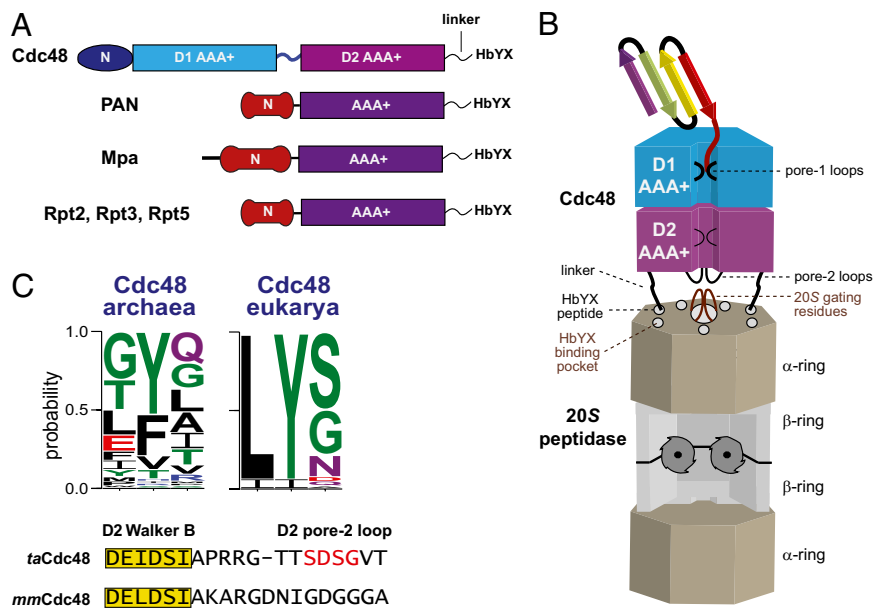 A
linker
Cdc48 N D1 AAA+ D2 AAA+ HbYX
PAN N AAA+ HbYX
Mpa N AAA+ HbYX
Rpt2, Rpt3, Rpt5 N AAA+ HbYX
B
D1
AAA+
pore-1 loops
Cdc48
D2
AAA+
linker
pore-2 loops
HbYX
peptide
20S gating
residues
HbYX
binding
pocket
α-ring
20S
peptidase
β-ring
β-ring
α-ring
C
Cdc48
archaea
Cdc48
eukarya
probability
1.0
0.5
0.0
G Y Q
T F G
L V L
E T A
I
T
V
L Y S
G
N
D2 Walker B D2 pore-2 loop
taCdc48 DEIDSIAPRRG-TTSDSGVT
mmCdc48 DELDSIAKARGDNIGDGGGA